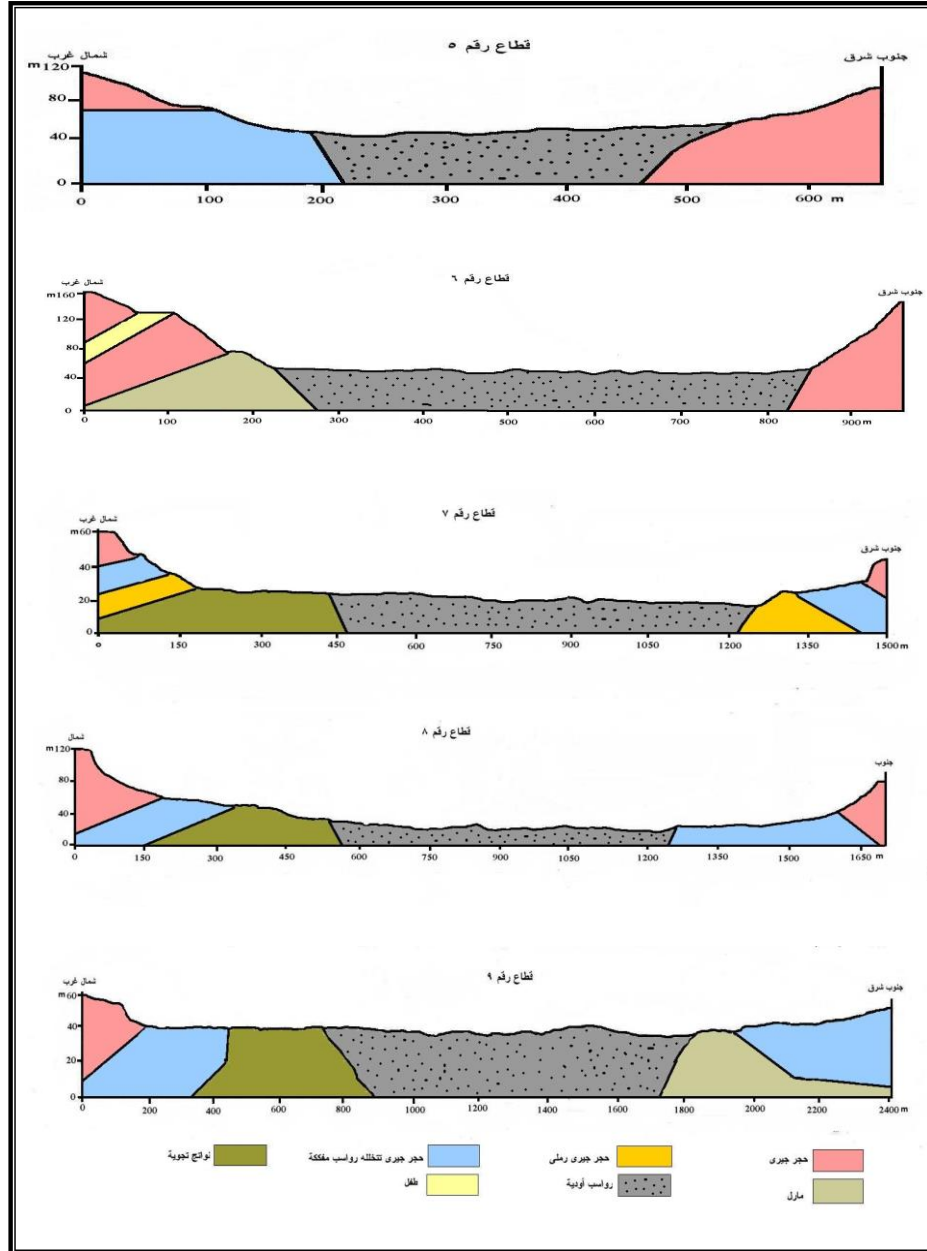 قطاع رقم ٥
شمال غرب
جنوب شرق
m 120
80
40
0
0 100 200 300 400 500 600 m
قطاع رقم ٦
شمال غرب
جنوب شرق
m160
120
80
40
0
0 100 200 300 400 500 600 700 800 900 m
قطاع رقم ٧
شمال غرب
جنوب شرق
m60
40
20
0
0 150 300 450 600 750 900 1050 1200 1350 1500 m
قطاع رقم ٨
شمال
جنوب
m120
80
40
0
0 150 300 450 600 750 900 1050 1200 1350 1500 1650 m
قطاع رقم ٩
شمال غرب
جنوب شرق
m60
40
20
0
0 200 400 600 800 1000 1200 1400 1600 1800 2000 2200 2400 m
حجر جيرى
حجر جيرى رملى
حجر جيرى تتخلله رواسب مفككة
نواتج تجوية
مارل
رواسب أودية
طفل